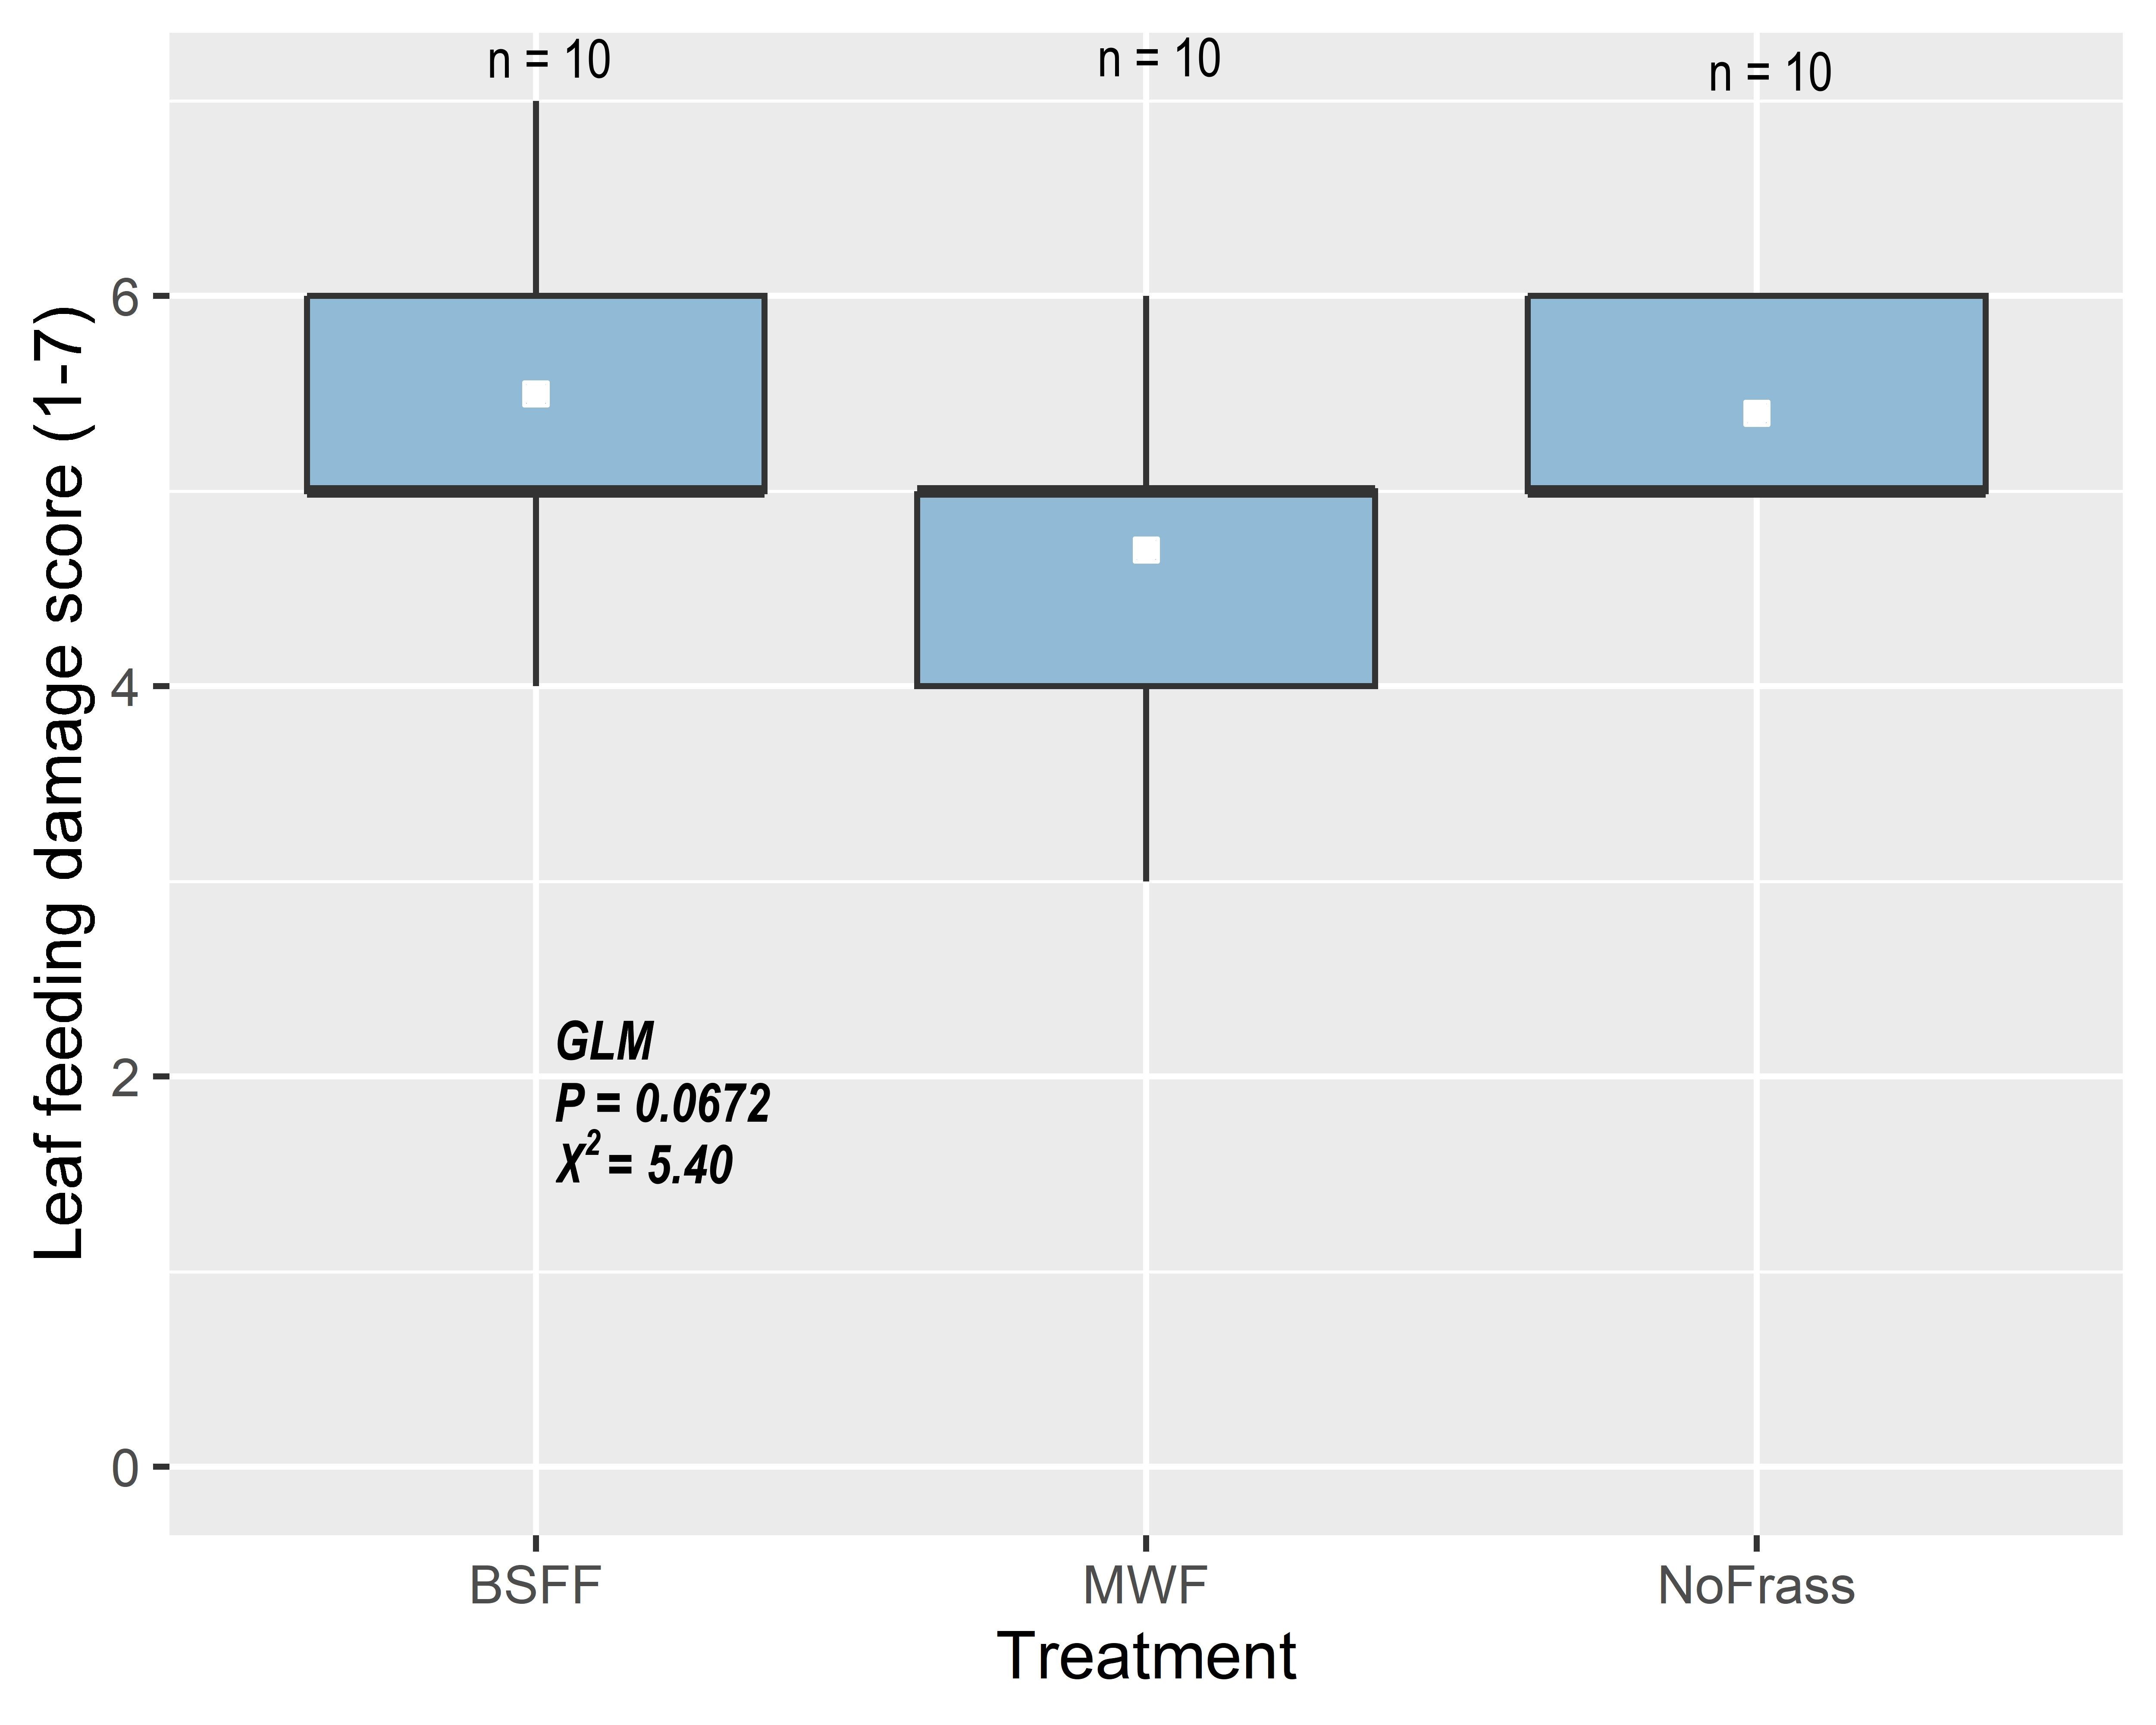 n = 10
n = 10
n = 10
Leaf feeding damage score (1-7)
6
4
2
0
GLM
P = 0.0672
X² = 5.40
BSFF
MWF
NoFrass
Treatment